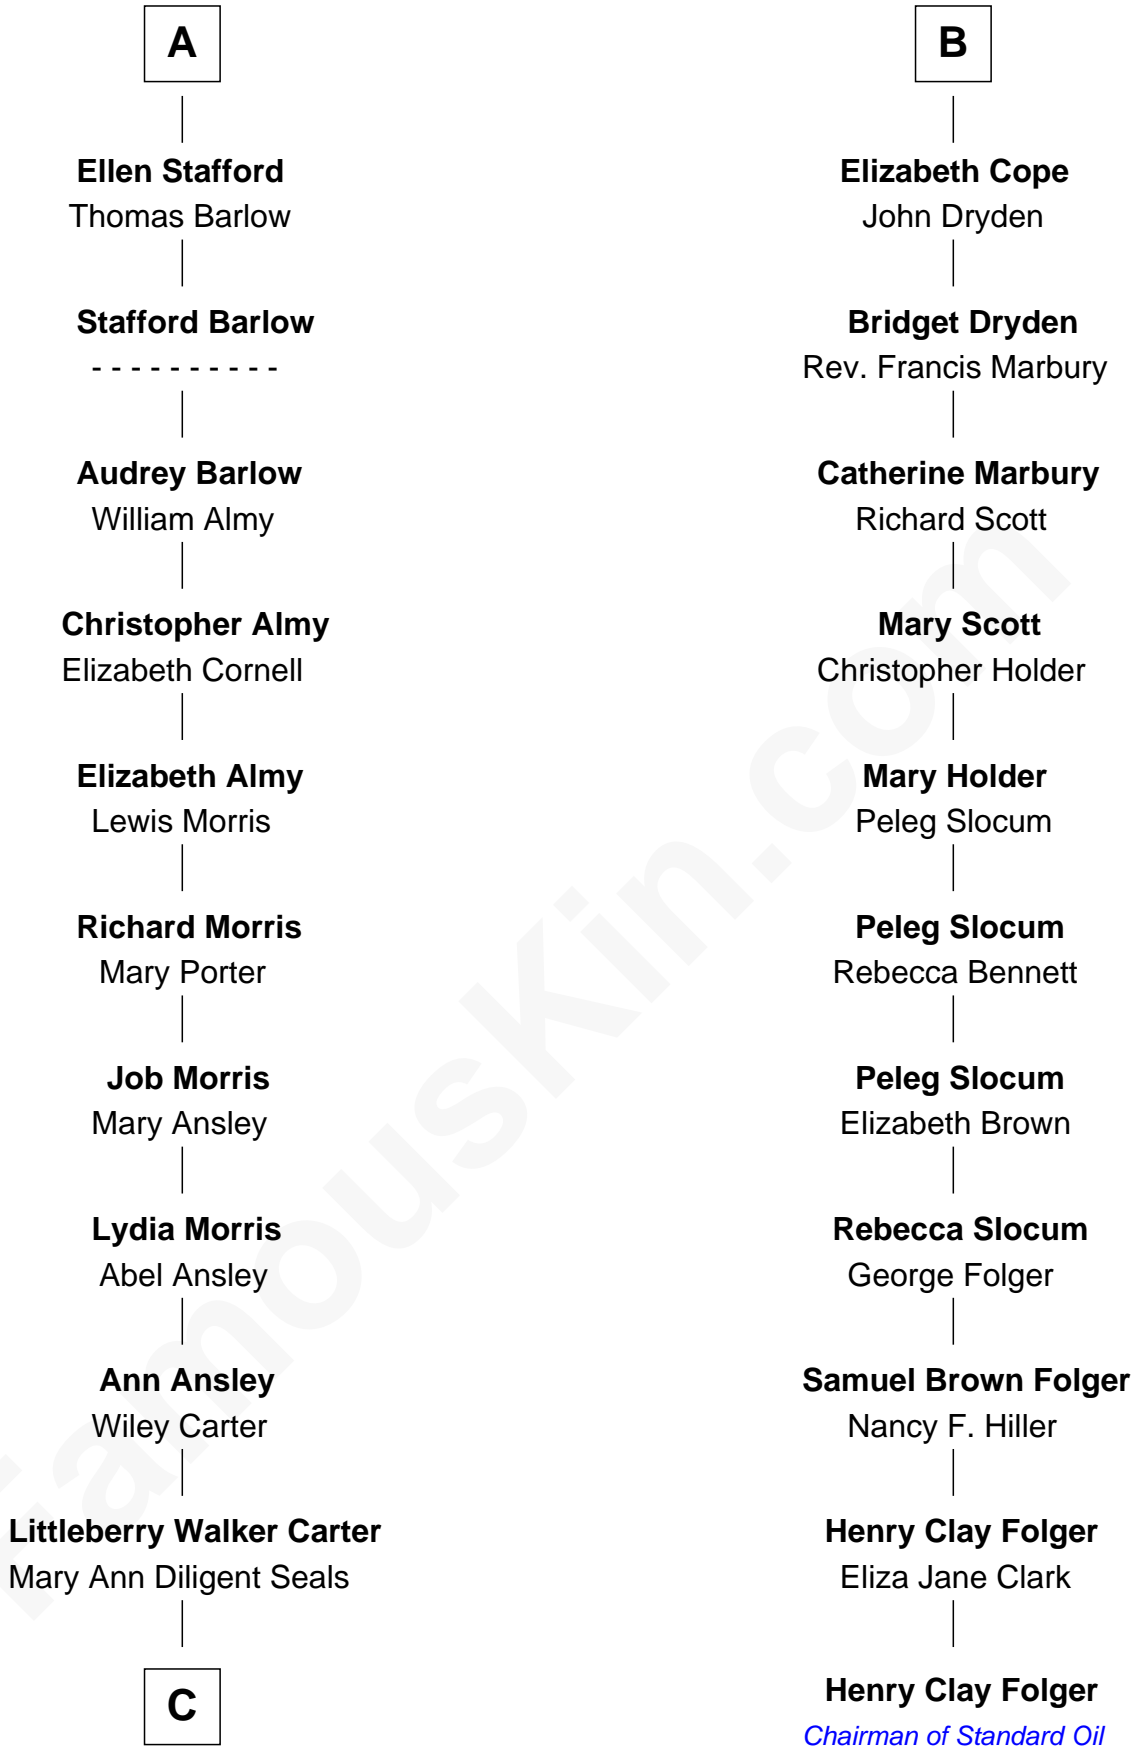 A
Ellen Stafford
Thomas Barlow
Stafford Barlow
- - - - - - - - - -
Audrey Barlow
William Almy
Christopher Almy
Elizabeth Cornell
Elizabeth Almy
Lewis Morris
Richard Morris
Mary Porter
Job Morris
Mary Ansley
Lydia Morris
Abel Ansley
Ann Ansley
Wiley Carter
Littleberry Walker Carter
Mary Ann Diligent Seals
C
B
Elizabeth Cope
John Dryden
Bridget Dryden
Rev. Francis Marbury
Catherine Marbury
Richard Scott
Mary Scott
Christopher Holder
Mary Holder
Peleg Slocum
Peleg Slocum
Rebecca Bennett
Peleg Slocum
Elizabeth Brown
Rebecca Slocum
George Folger
Samuel Brown Folger
Nancy F. Hiller
Henry Clay Folger
Eliza Jane Clark
Henry Clay Folger
Chairman of Standard Oil
FamousKin.com